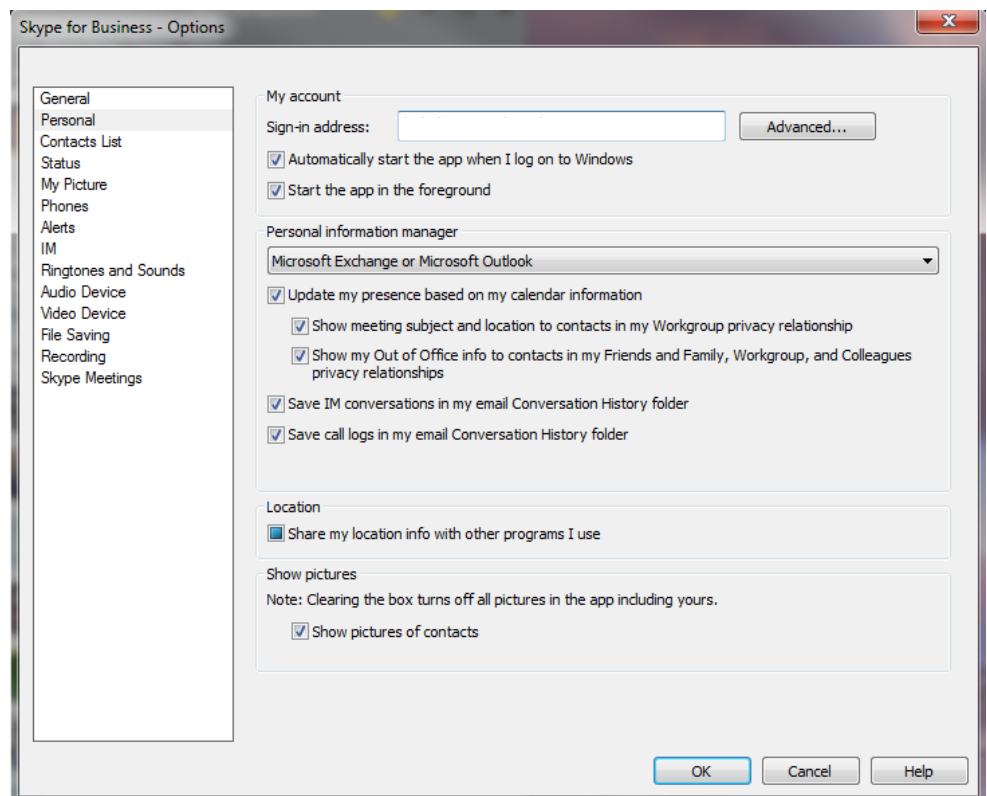 Skype for Business - Options
General
Personal
Contacts List
Status
My Picture
Phones
Alerts
IM
Ringtones and Sounds
Audio Device
Video Device
File Saving
Recording
Skype Meetings
My account
Sign-in address:
Advanced...
Automatically start the app when I log on to Windows
Start the app in the foreground
Personal information manager
Microsoft Exchange or Microsoft Outlook
Update my presence based on my calendar information
Show meeting subject and location to contacts in my Workgroup privacy relationship
Show my Out of Office info to contacts in my Friends and Family, Workgroup, and Colleagues
privacy relationships
Save IM conversations in my email Conversation History folder
Save call logs in my email Conversation History folder
Location
Share my location info with other programs I use
Show pictures
Note: Clearing the box turns off all pictures in the app including yours.
Show pictures of contacts
OK
Cancel
Help